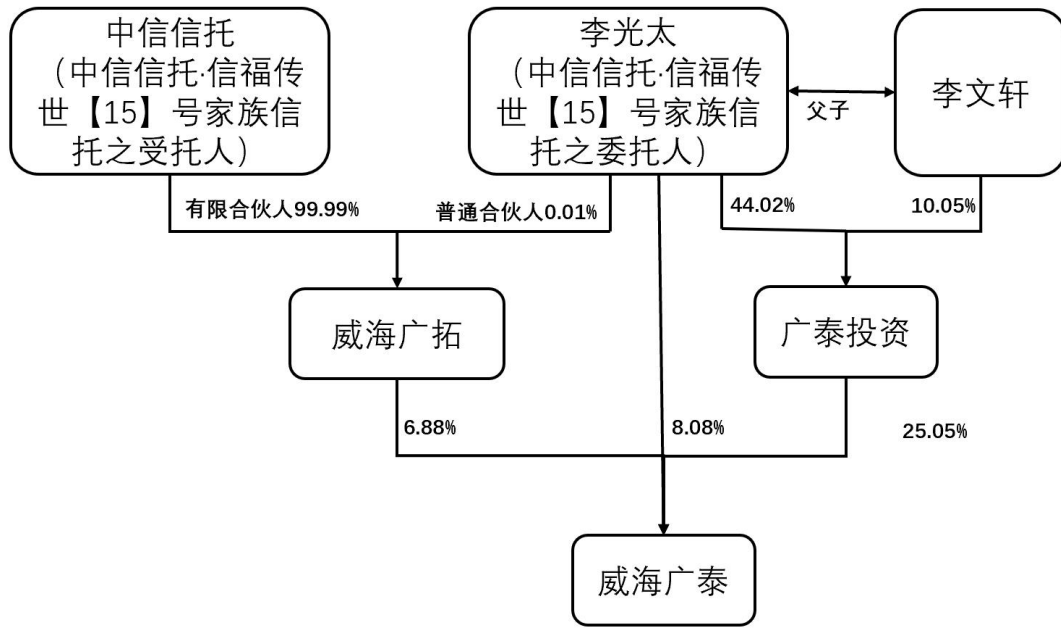 中信信托
（中信信托·信福传
世【15】号家族信
托之受托人）
李光太
（中信信托·信福传
世【15】号家族信
托之委托人）
李文轩
父子
有限合伙人99.99%
普通合伙人0.01%
44.02%
10.05%
威海广拓
广泰投资
6.88%
8.08%
25.05%
威海广泰